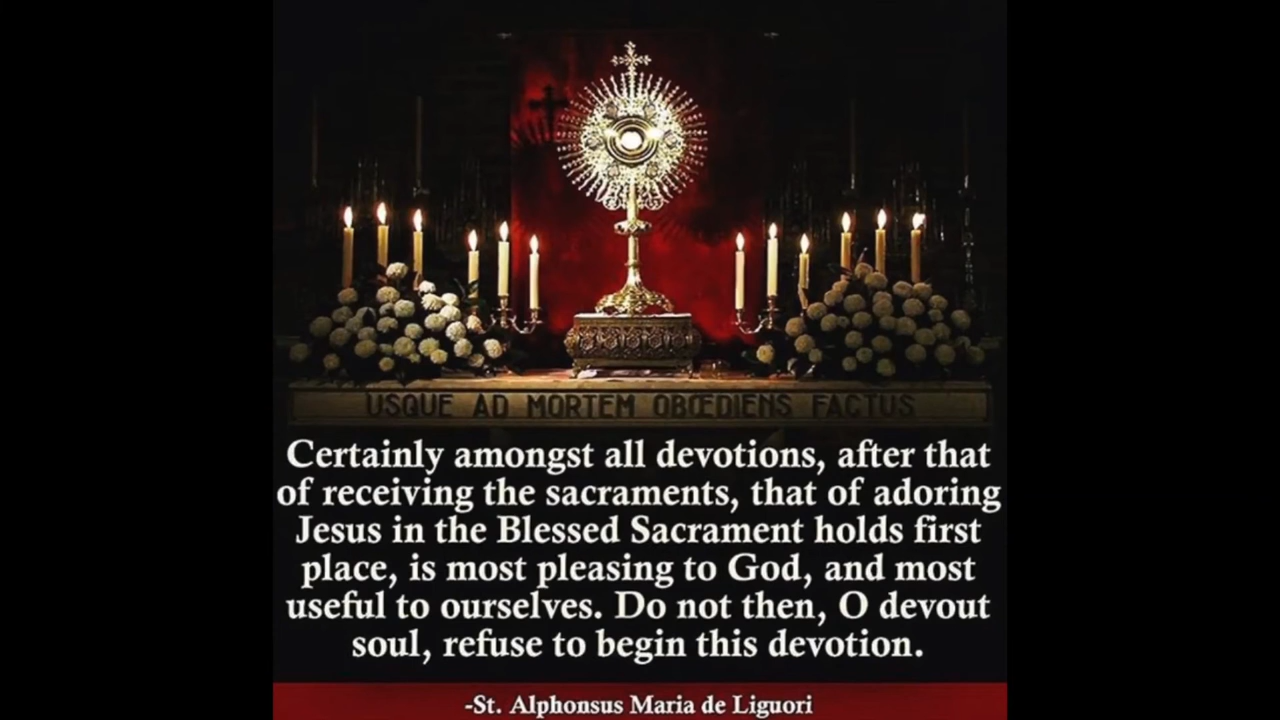 USQUE AD MORTEM OBŒDIENS FACTUS
Certainly amongst all devotions, after that
of receiving the sacraments, that of adoring
Jesus in the Blessed Sacrament holds first
place, is most pleasing to God, and most
useful to ourselves. Do not then, O devout
soul, refuse to begin this devotion.
-St. Alphonsus Maria de Liguori